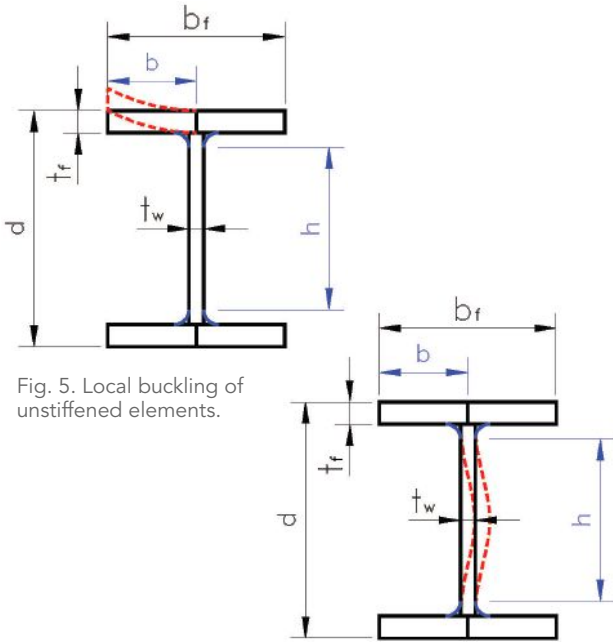 bf
b
tf
d
tw
h
Fig. 5. Local buckling of
unstiffened elements.
bf
b
tf
d
tw
h